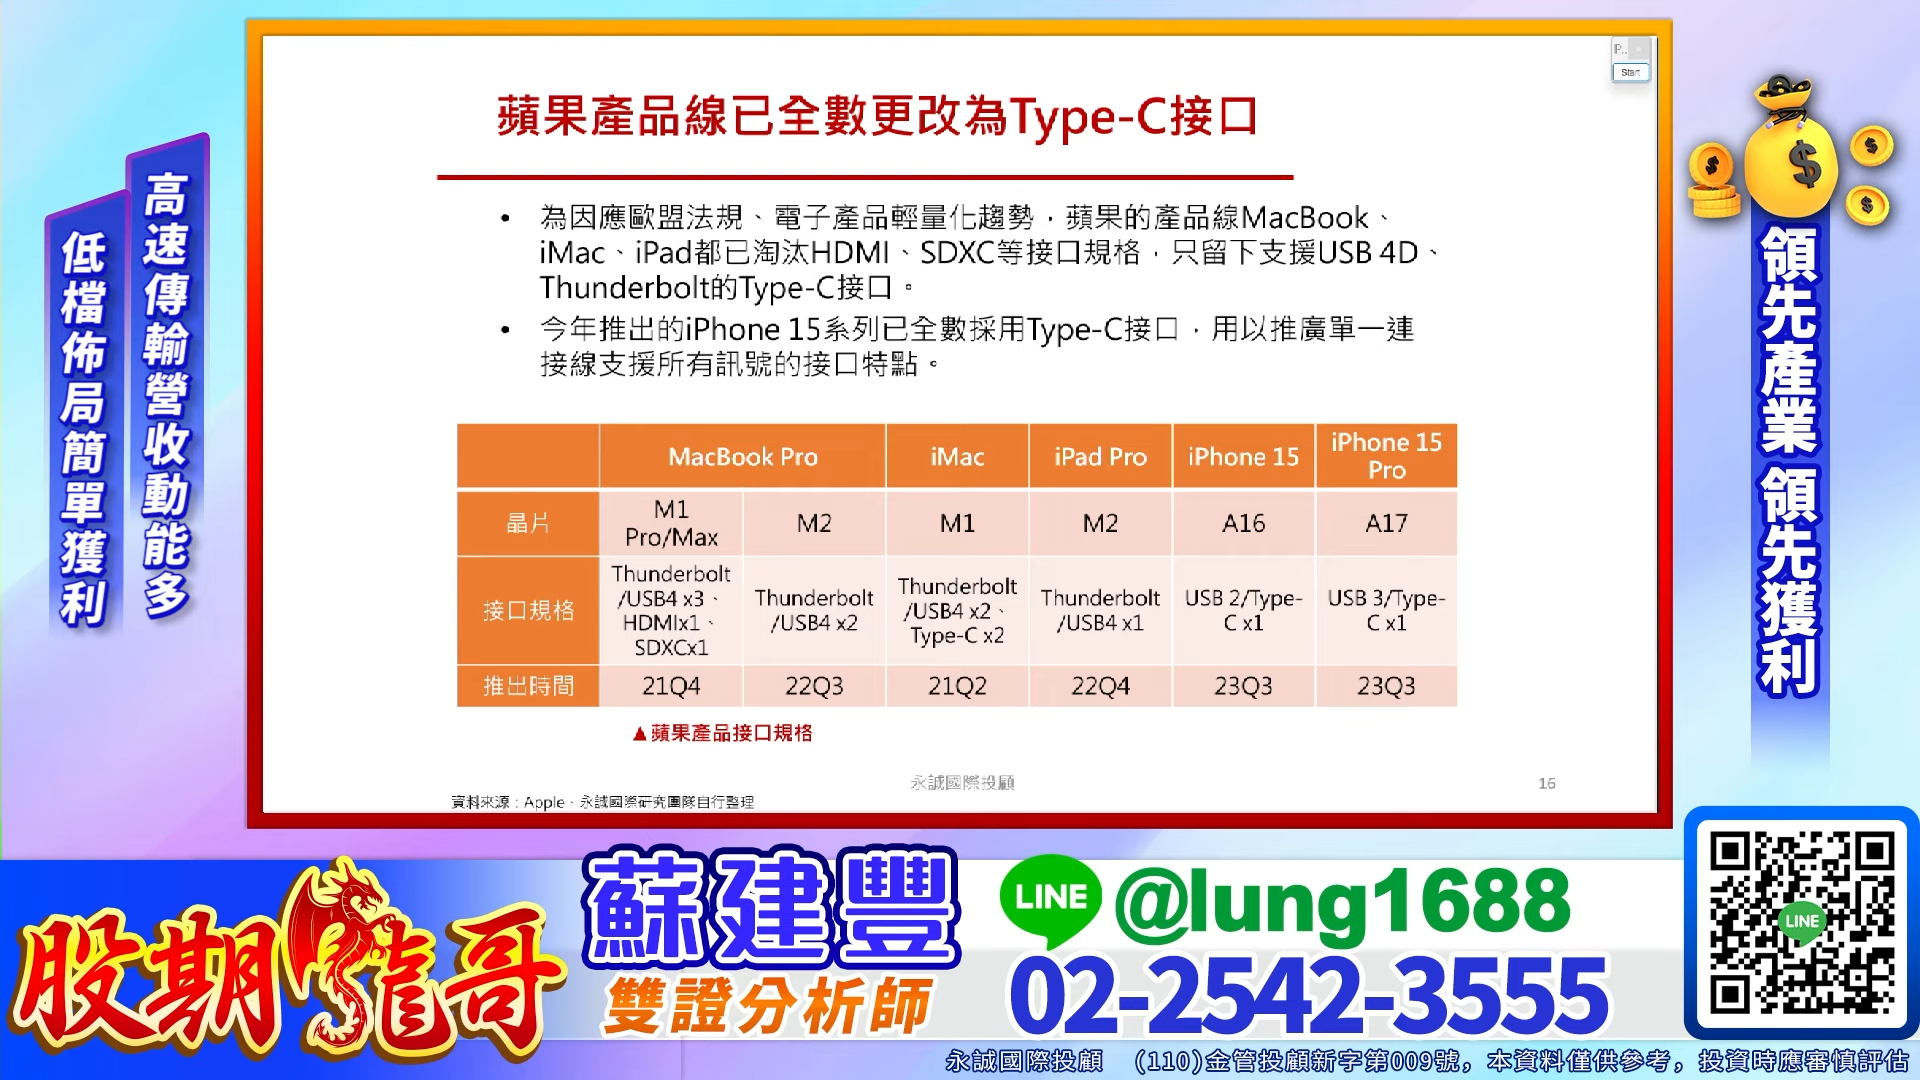 高速傳輸營收動能多
低檔佈局簡單獲利
P..
Start
蘋果產品線已全數更改為Type-C接口
• 為因應歐盟法規、電子產品輕量化趨勢，蘋果的產品線MacBook、
iMac、iPad都已淘汰HDMI、SDXC等接口規格，只留下支援USB 4D、
Thunderbolt的Type-C接口。
• 今年推出的iPhone 15系列已全數採用Type-C接口，用以推廣單一連
接線支援所有訊號的接口特點。
MacBook Pro iMac iPad Pro iPhone 15 iPhone 15 Pro
晶片 M1 Pro/Max M2 M1 M2 A16 A17
接口規格 Thunderbolt/USB4 x3、HDMIx1、SDXCx1 Thunderbolt/USB4 x2 Thunderbolt/USB4 x2、Type-C x2 Thunderbolt/USB4 x1 USB 2/Type-C x1 USB 3/Type-C x1
推出時間 21Q4 22Q3 21Q2 22Q4 23Q3 23Q3
▲蘋果產品接口規格
永誠國際投顧
16
資料來源：Apple、永誠國際研究團隊自行整理
領先產業 領先獲利
股期龍哥
蘇建豐
雙證分析師
LINE @lung1688
02-2542-3555
LINE
永誠國際投顧 (110)金管投顧新字第009號，本資料僅供參考，投資時應審慎評估